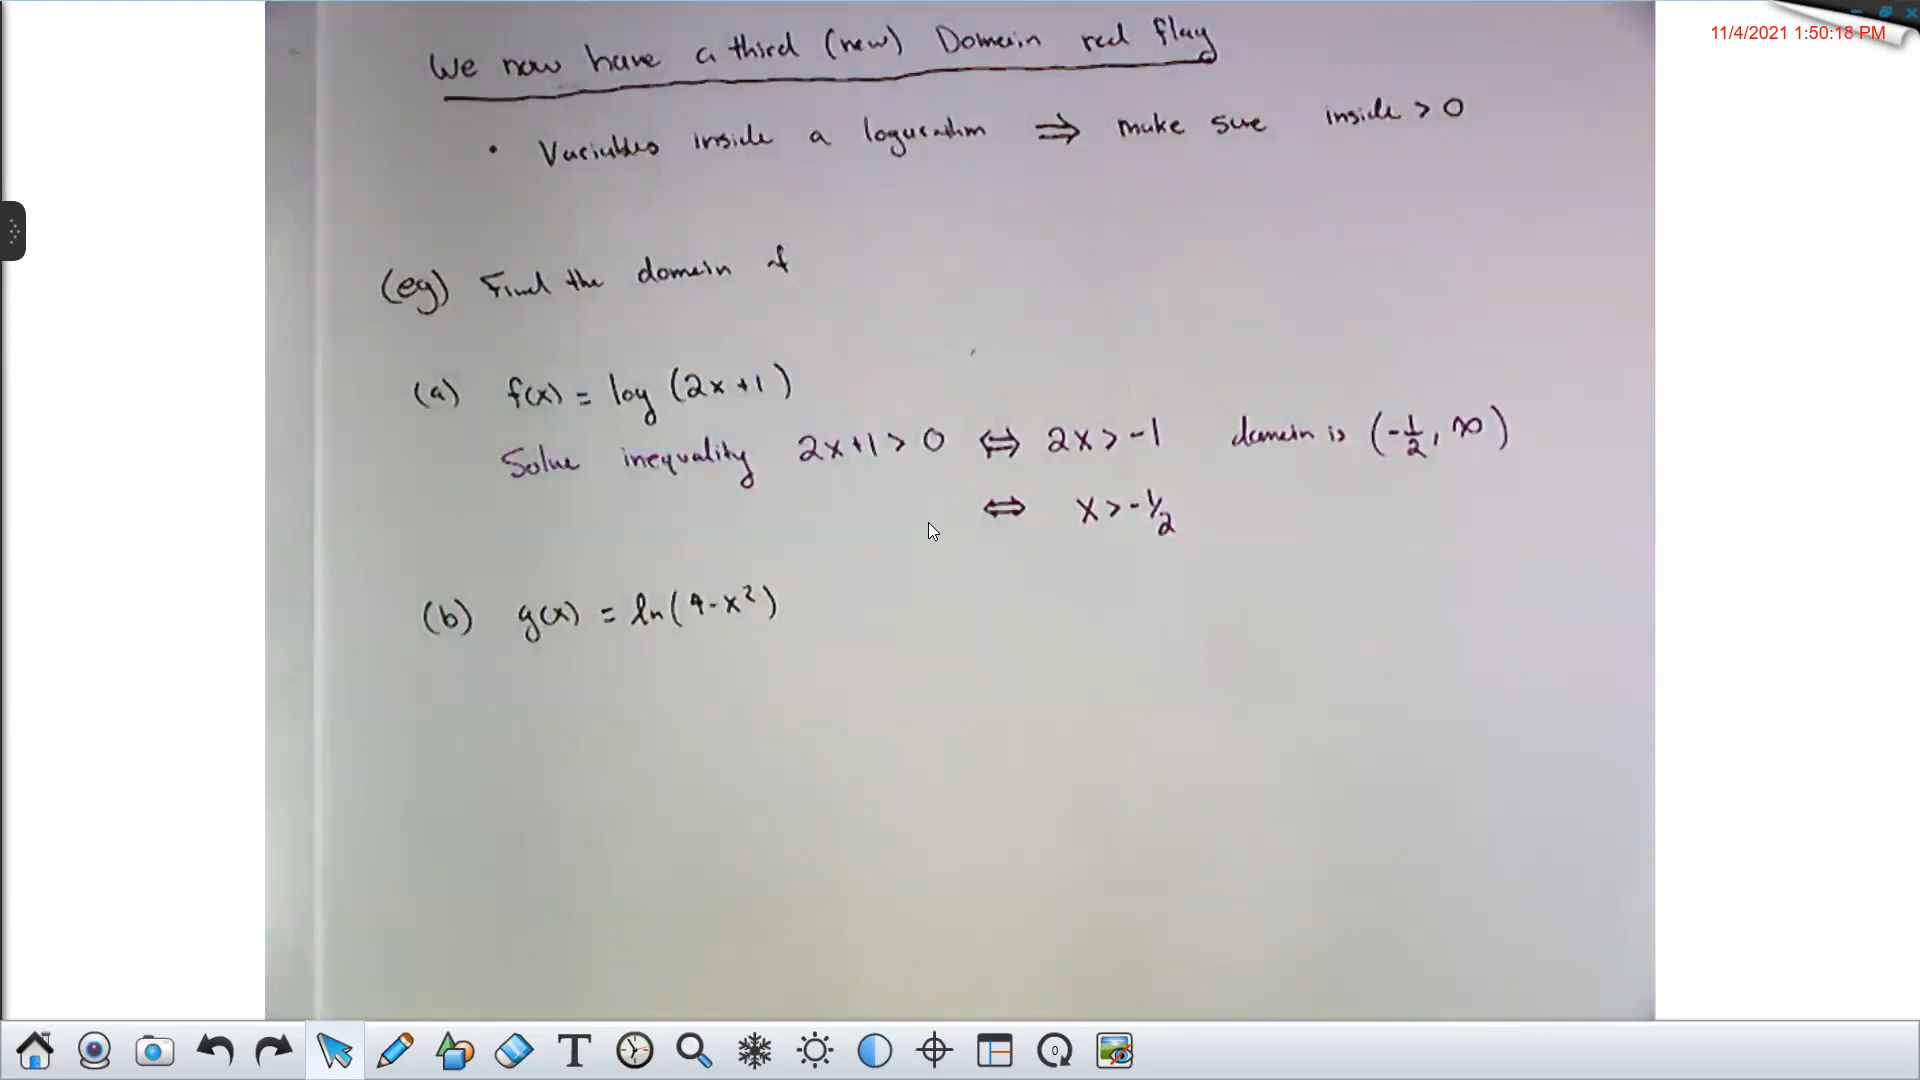 11/4/2021 1:50:18 PM
We now have a third (new) Domain red flag
• Variables inside a logarathm ⇒ make sure inside > 0
(eg) Find the domain of
(a) f(x) = log (2x+1)
Solve inequality 2x+1 > 0 ⇔ 2x > -1 domain is (-1/2, ∞)
⇔ x > -1/2
(b) g(x) = ln(4-x²)